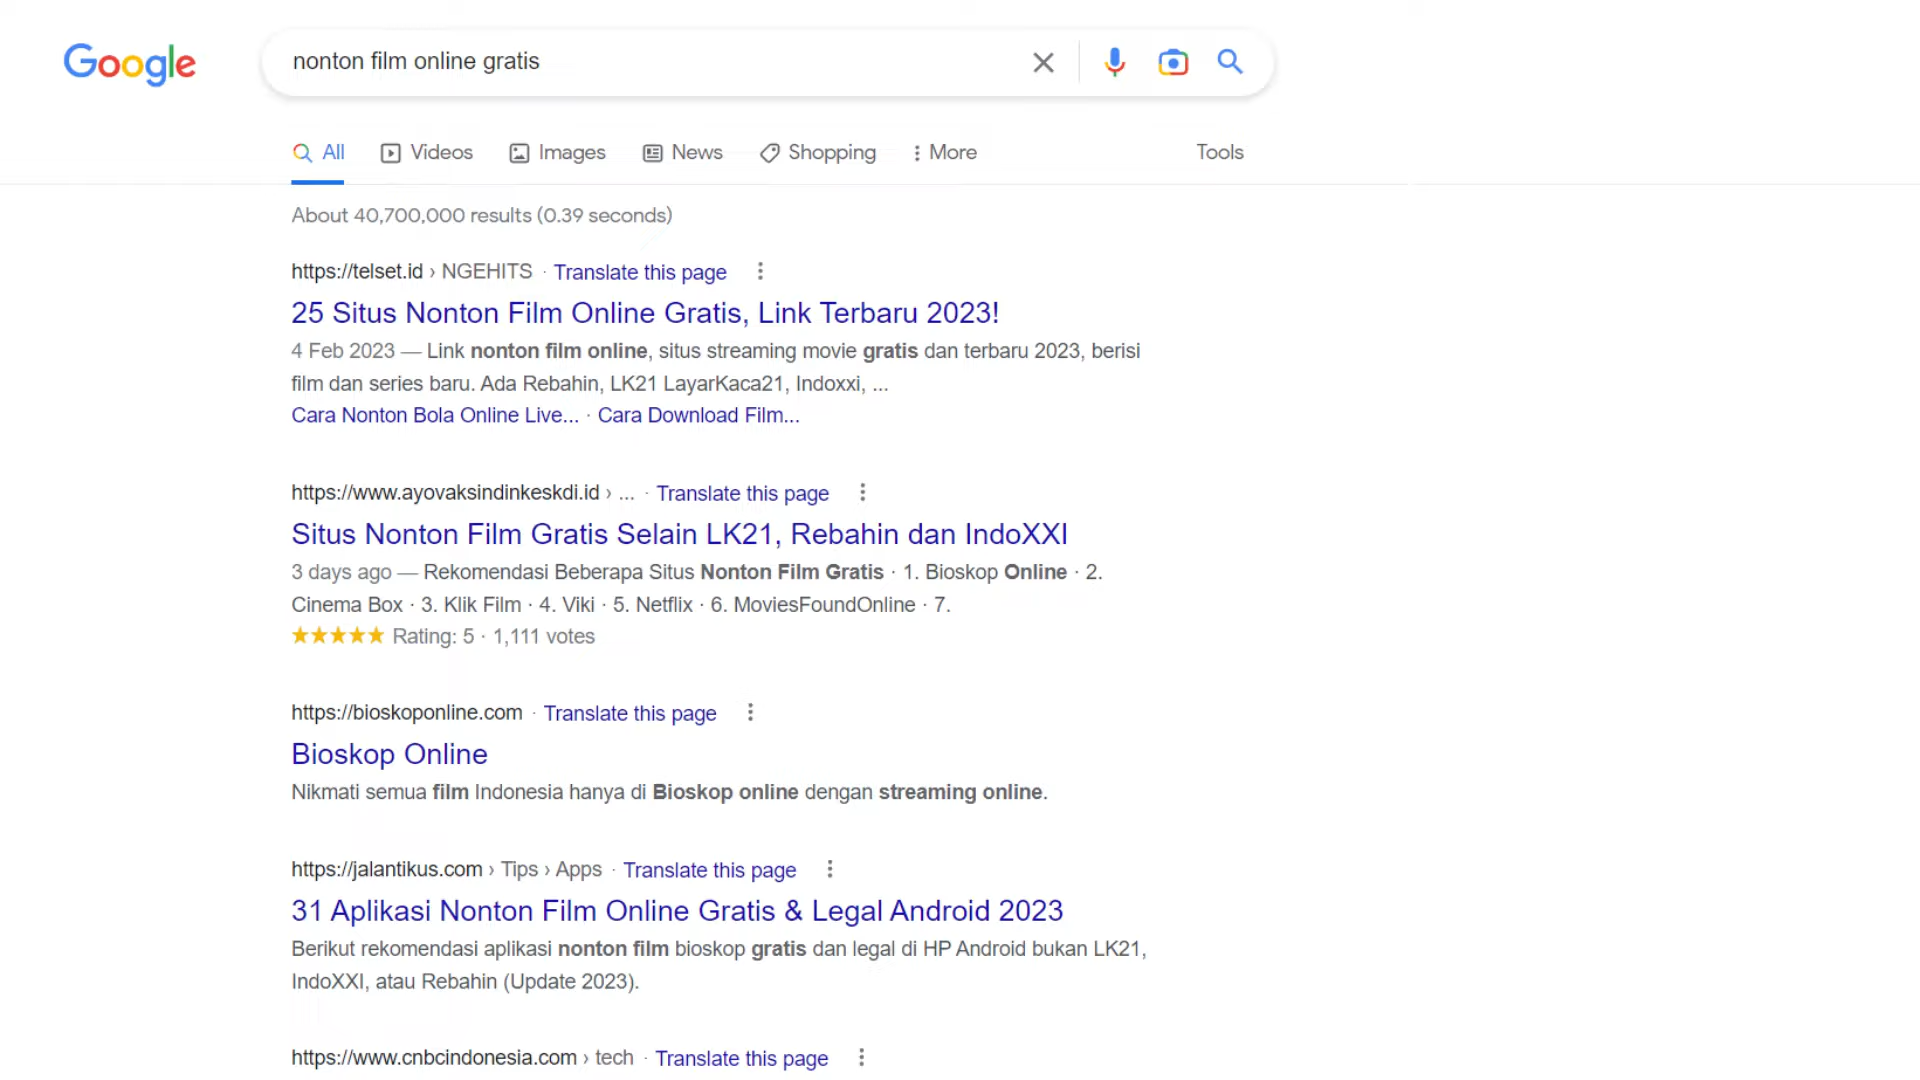 Google
nonton film online gratis
All Videos Images News Shopping More Tools
About 40,700,000 results (0.39 seconds)
https://telset.id › NGEHITS · Translate this page
25 Situs Nonton Film Online Gratis, Link Terbaru 2023!
4 Feb 2023 — Link nonton film online, situs streaming movie gratis dan terbaru 2023, berisi
film dan series baru. Ada Rebahin, LK21 LayarKaca21, Indoxxi, ...
Cara Nonton Bola Online Live... · Cara Download Film...
https://www.ayovaksindinkeskdi.id › ... · Translate this page
Situs Nonton Film Gratis Selain LK21, Rebahin dan IndoXXI
3 days ago — Rekomendasi Beberapa Situs Nonton Film Gratis · 1. Bioskop Online · 2.
Cinema Box · 3. Klik Film · 4. Viki · 5. Netflix · 6. MoviesFoundOnline · 7.
★★★★★ Rating: 5 · 1,111 votes
https://bioskoponline.com · Translate this page
Bioskop Online
Nikmati semua film Indonesia hanya di Bioskop online dengan streaming online.
https://jalantikus.com › Tips › Apps · Translate this page
31 Aplikasi Nonton Film Online Gratis & Legal Android 2023
Berikut rekomendasi aplikasi nonton film bioskop gratis dan legal di HP Android bukan LK21,
IndoXXI, atau Rebahin (Update 2023).
https://www.cnbcindonesia.com › tech · Translate this page